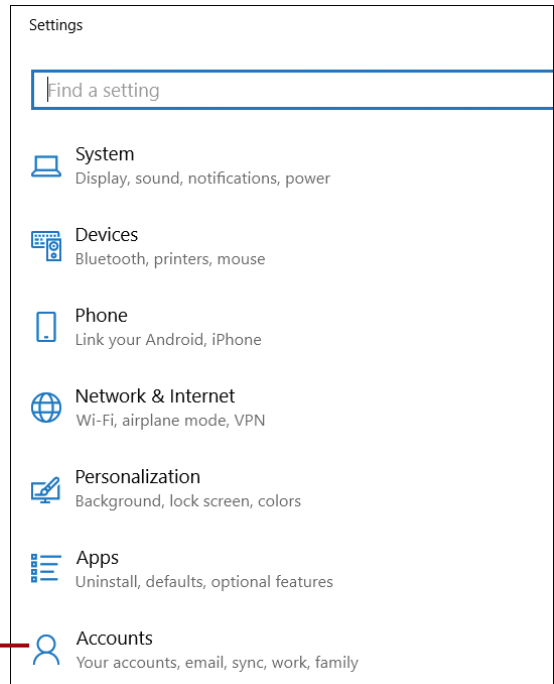 Settings
Find a setting
System
Display, sound, notifications, power
Devices
Bluetooth, printers, mouse
Phone
Link your Android, iPhone
Network & Internet
Wi-Fi, airplane mode, VPN
Personalization
Background, lock screen, colors
Apps
Uninstall, defaults, optional features
Accounts
Your accounts, email, sync, work, family